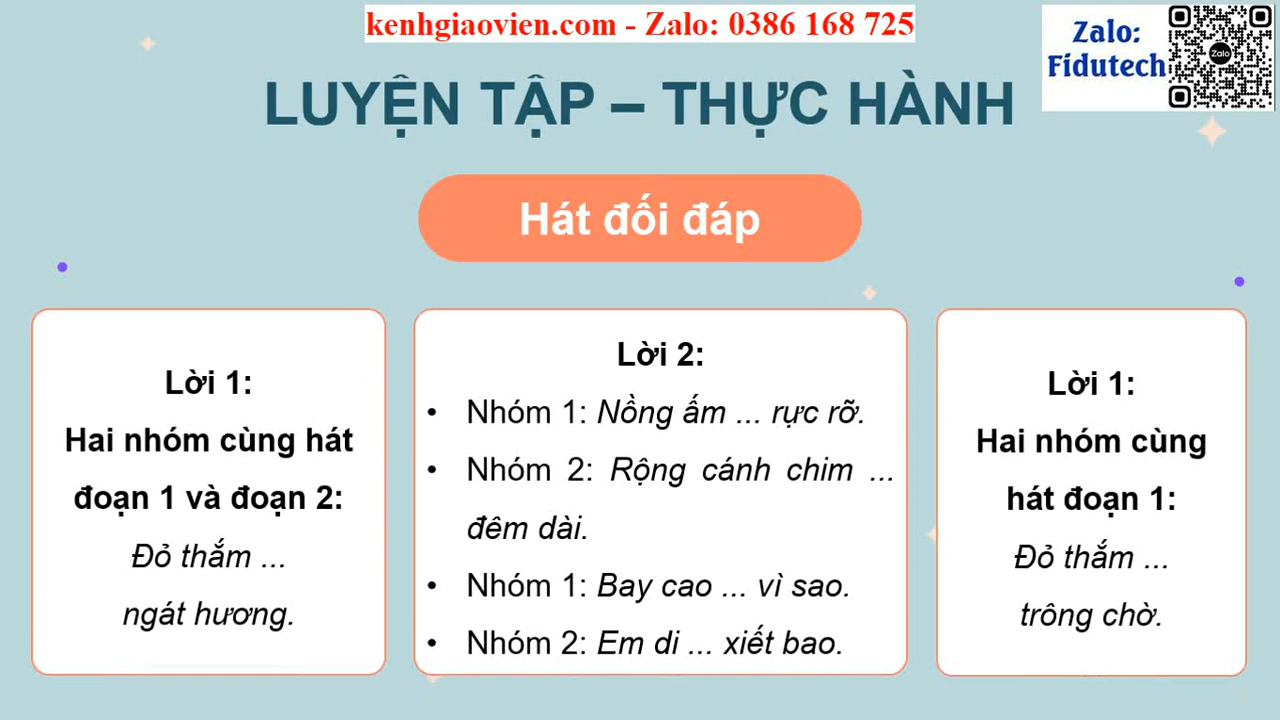 kenhgiaovien.com - Zalo: 0386 168 725
Zalo:
Fidutech
Zalo
LUYỆN TẬP – THỰC HÀNH
Hát đối đáp
Lời 1:
Hai nhóm cùng hát
đoạn 1 và đoạn 2:
Đỏ thắm ...
ngát hương.
Lời 2:
• Nhóm 1: Nồng ấm ... rực rỡ.
• Nhóm 2: Rộng cánh chim ...
đêm dài.
• Nhóm 1: Bay cao ... vì sao.
• Nhóm 2: Em di ... xiết bao.
Lời 1:
Hai nhóm cùng
hát đoạn 1:
Đỏ thắm ...
trông chờ.